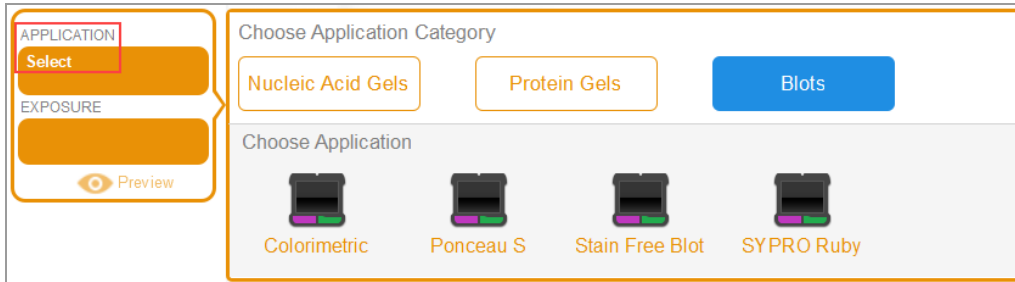 APPLICATION
Select
EXPOSURE
Preview
Choose Application Category
Nucleic Acid Gels
Protein Gels
Blots
Choose Application
Colorimetric
Ponceau S
Stain Free Blot
SYPRO Ruby